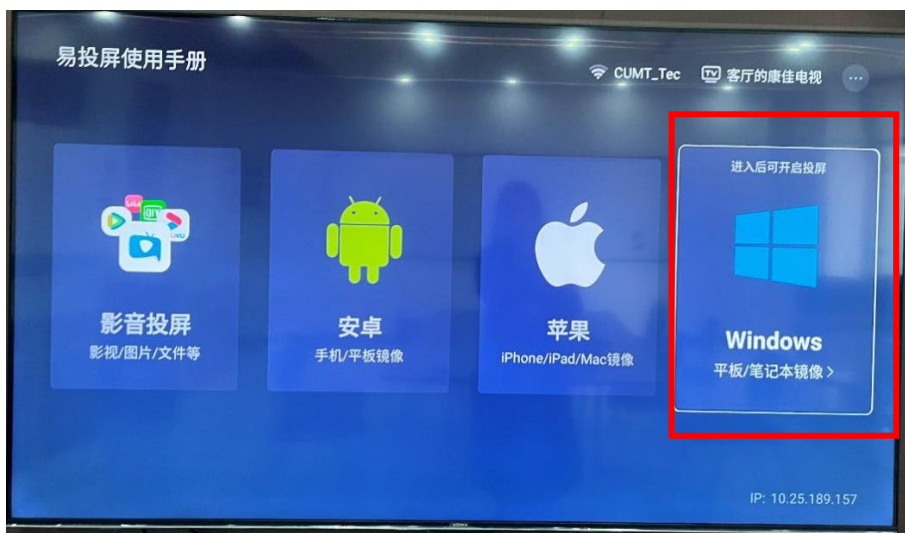 易投屏使用手册
CUMT_Tec
客厅的康佳电视
进入后可开启投屏
影音投屏
影视/图片/文件等
安卓
手机/平板镜像
苹果
iPhone/iPad/Mac镜像
Windows
平板/笔记本镜像>
IP: 10.25.189.157